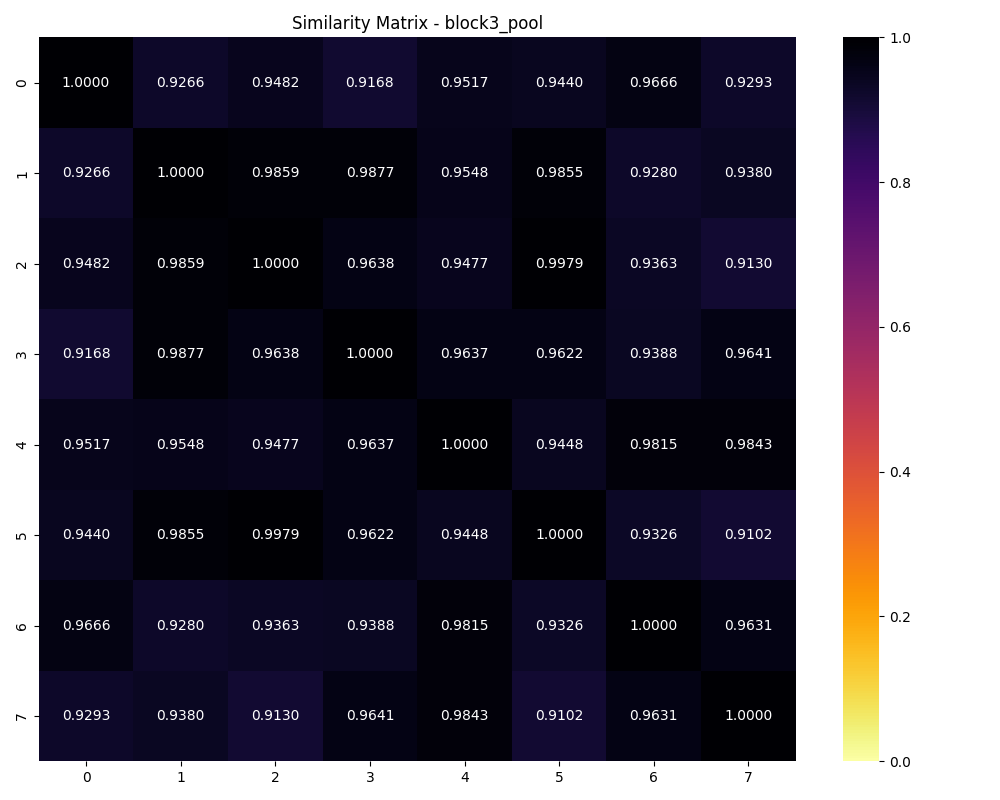 Similarity Matrix - block3_pool
0 1.0000 0.9266 0.9482 0.9168 0.9517 0.9440 0.9666 0.9293
1 0.9266 1.0000 0.9859 0.9877 0.9548 0.9855 0.9280 0.9380
2 0.9482 0.9859 1.0000 0.9638 0.9477 0.9979 0.9363 0.9130
3 0.9168 0.9877 0.9638 1.0000 0.9637 0.9622 0.9388 0.9641
4 0.9517 0.9548 0.9477 0.9637 1.0000 0.9448 0.9815 0.9843
5 0.9440 0.9855 0.9979 0.9622 0.9448 1.0000 0.9326 0.9102
6 0.9666 0.9280 0.9363 0.9388 0.9815 0.9326 1.0000 0.9631
7 0.9293 0.9380 0.9130 0.9641 0.9843 0.9102 0.9631 1.0000
0 1 2 3 4 5 6 7
1.0
0.8
0.6
0.4
0.2
0.0